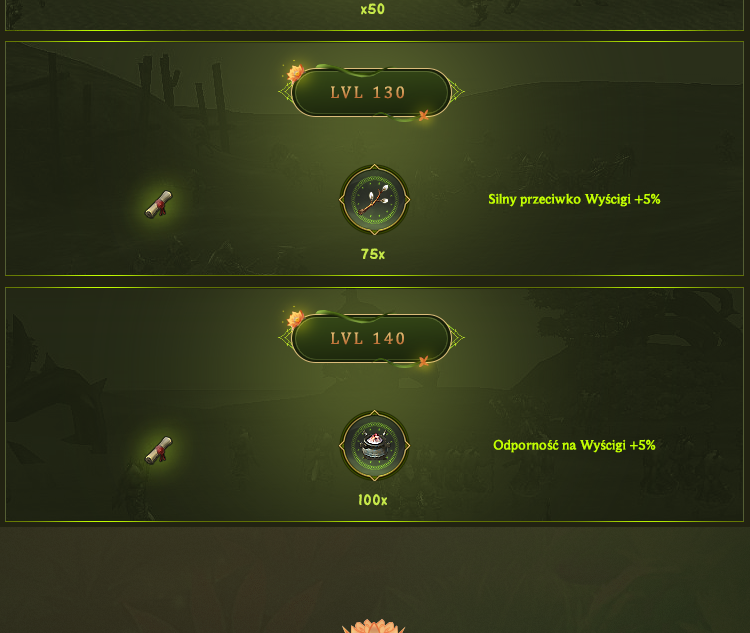 x50
LVL 130
Silny przeciwko Wyścigi +5%
75x
LVL 140
Odporność na Wyścigi +5%
100x